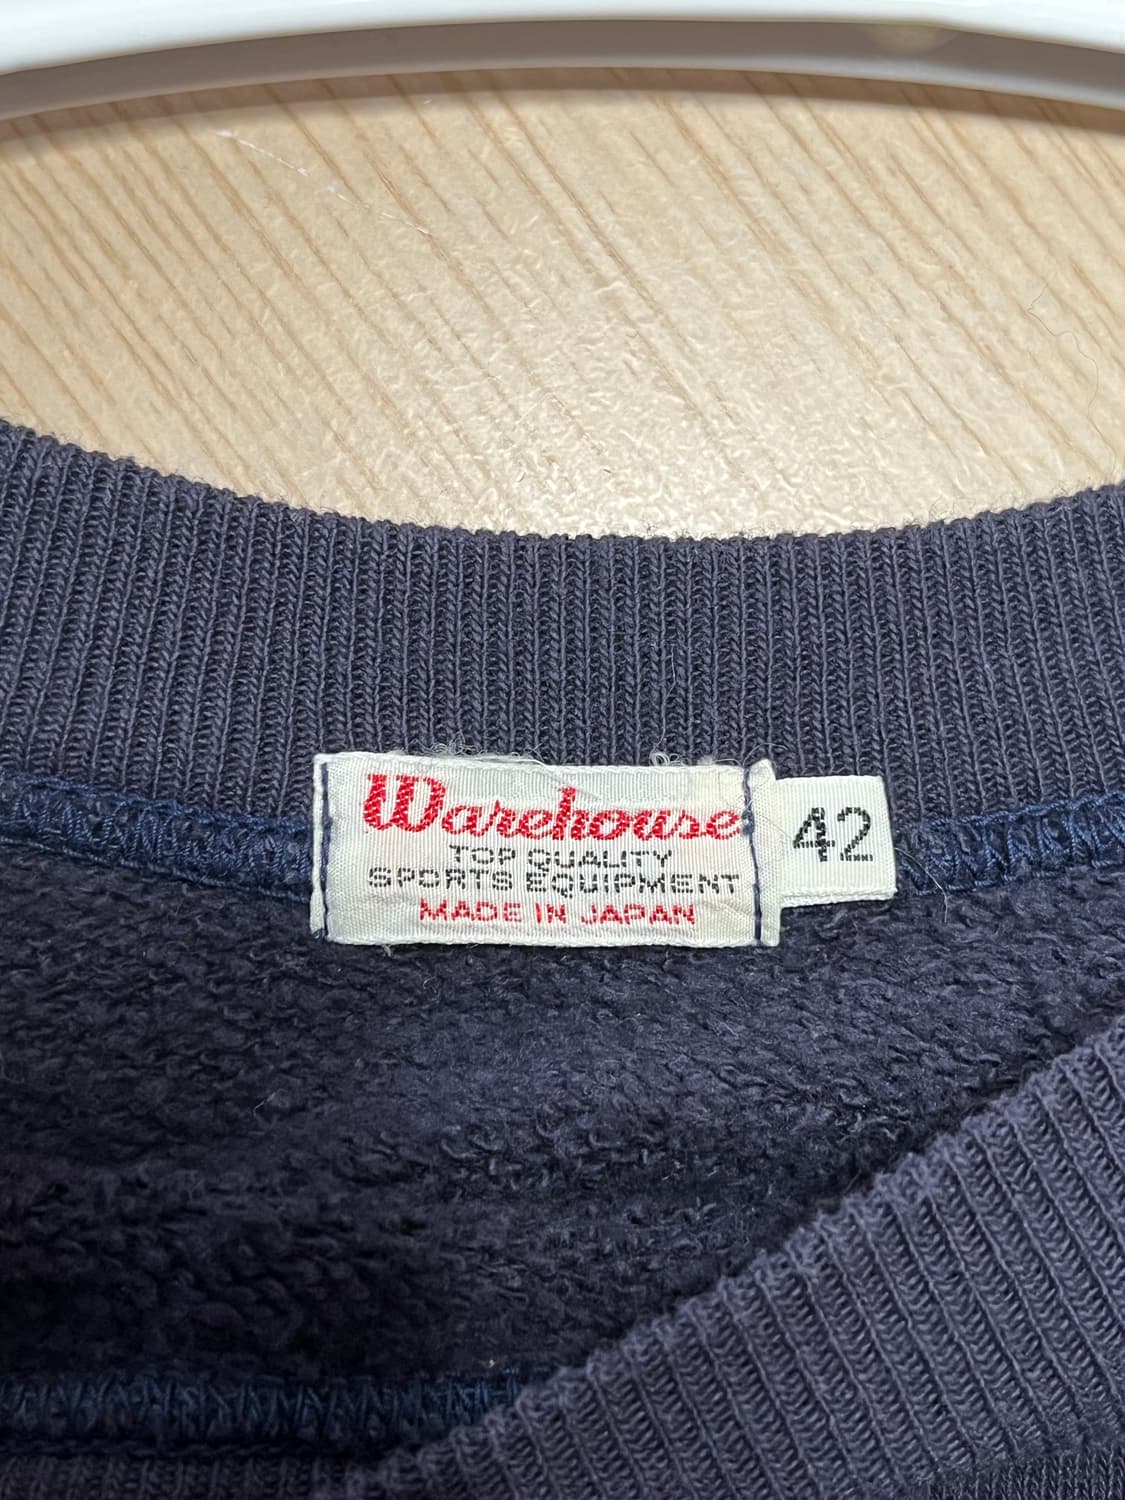 Warehouse
TOP QUALITY
SPORTS EQUIPMENT
MADE IN JAPAN
42